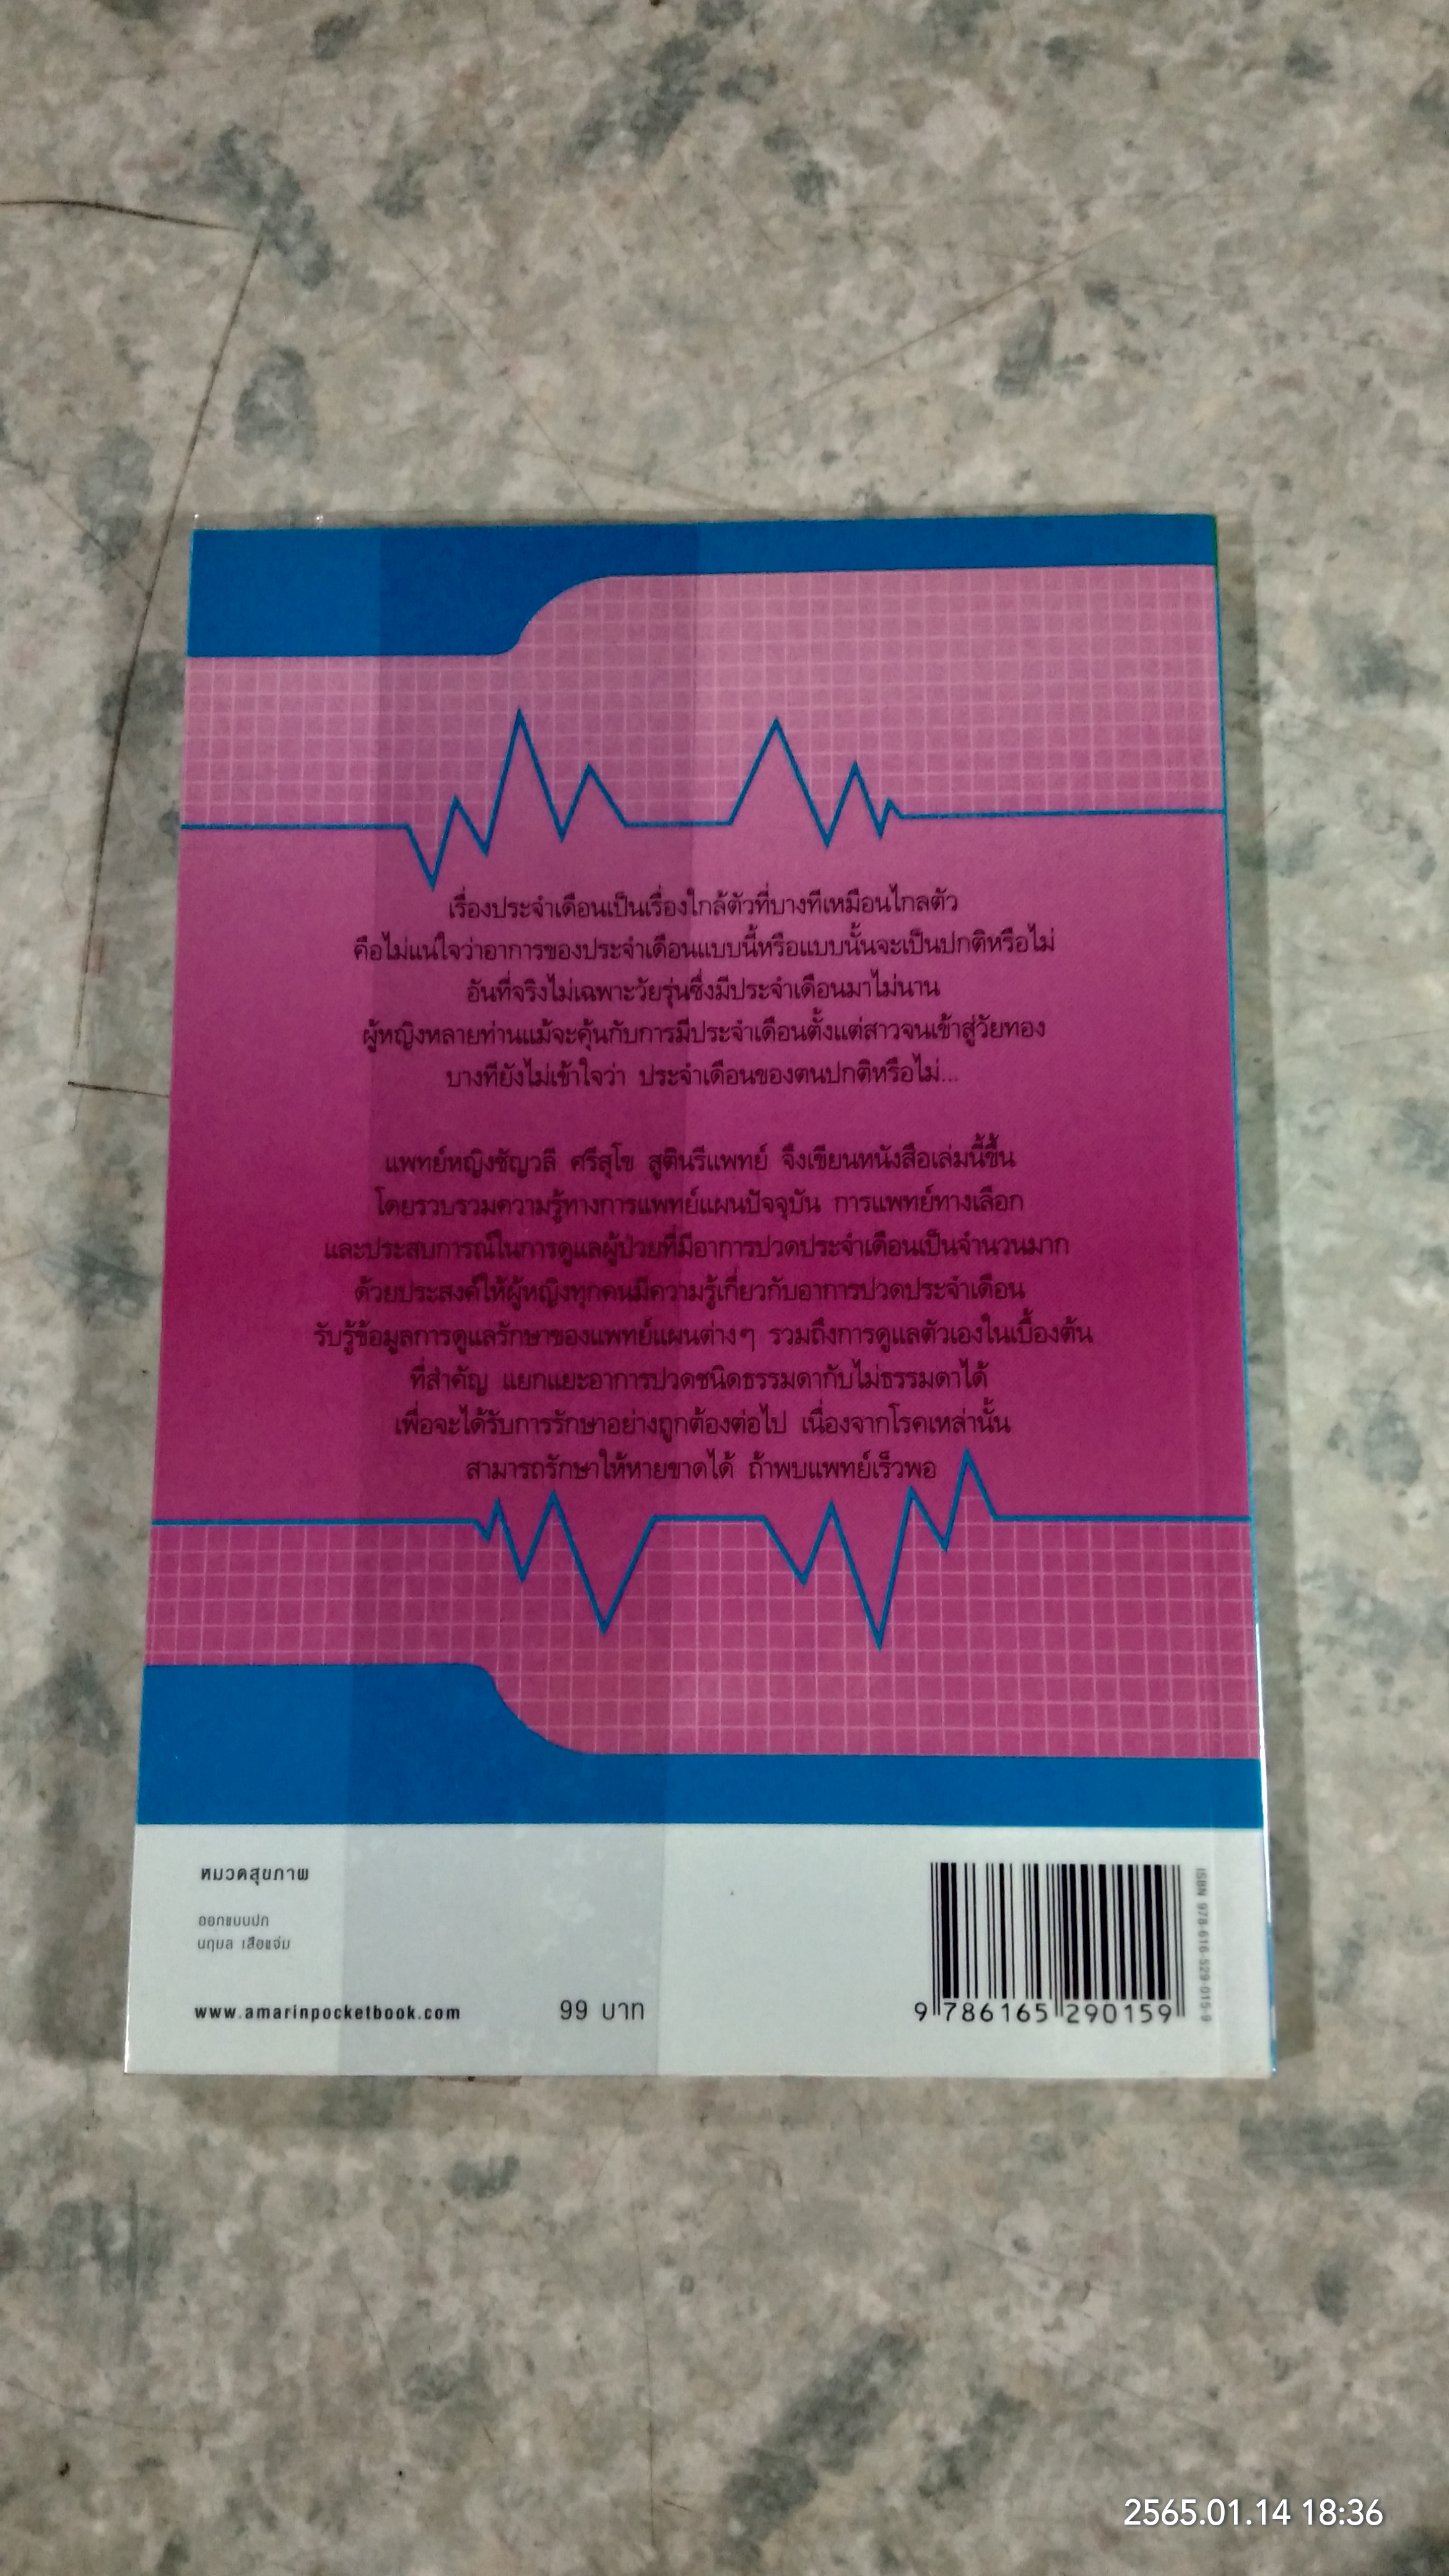 เรื่องประจำเดือนเป็นเรื่องใกล้ตัวที่บางทีเหมือนไกลตัว
คือไม่แน่ใจว่าอาการของประจำเดือนแบบนี้หรือแบบนั้นจะเป็นปกติหรือไม่
อันที่จริงไม่เฉพาะวัยรุ่นซึ่งมีประจำเดือนมาไม่นาน
ผู้หญิงหลายท่านแม้จะคุ้นกับการมีประจำเดือนตั้งแต่สาวจนเข้าสู่วัยทอง
บางทียังไม่เข้าใจว่า ประจำเดือนของตนปกติหรือไม่...
แพทย์หญิงชัญวลี ศรีสุโข สูตินรีแพทย์ จึงเขียนหนังสือเล่มนี้ขึ้น
โดยรวบรวมความรู้ทางการแพทย์แผนปัจจุบัน การแพทย์ทางเลือก
และประสบการณ์ในการดูแลผู้ป่วยที่มีอาการปวดประจำเดือนเป็นจำนวนมาก
ด้วยประสงค์ให้ผู้หญิงทุกคนมีความรู้เกี่ยวกับอาการปวดประจำเดือน
รับรู้ข้อมูลการดูแลรักษาของแพทย์แผนต่างๆ รวมถึงการดูแลตัวเองในเบื้องต้น
ที่สำคัญ แยกแยะอาการปวดชนิดธรรมดากับไม่ธรรมดาได้
เพื่อจะได้รับการรักษาอย่างถูกต้องต่อไป เนื่องจากโรคเหล่านั้น
สามารถรักษาให้หายขาดได้ ถ้าพบแพทย์เร็วพอ
หมวดสุขภาพ
ออกแบบปก
นฤมล เสือแจ่ม
www.amarinpocketbook.com
99 บาท
ISBN 978-616-529-015-9
9 786165 290159
2565.01.14 18:36